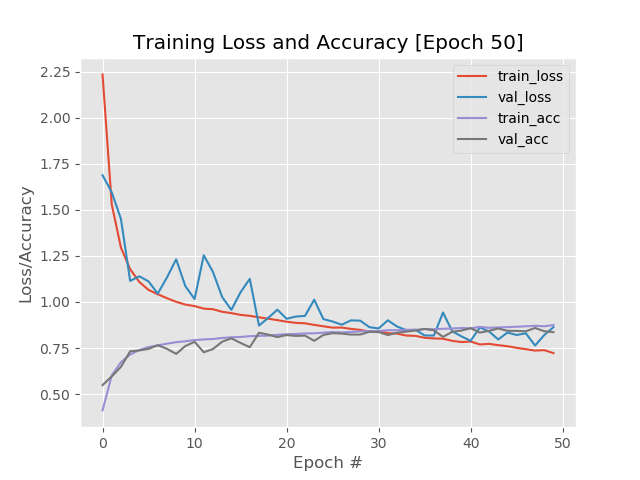 Training Loss and Accuracy [Epoch 50]
train_loss
val_loss
train_acc
val_acc
2.25
2.00
1.75
1.50
1.25
1.00
0.75
0.50
Loss/Accuracy
0
10
20
30
40
50
Epoch #